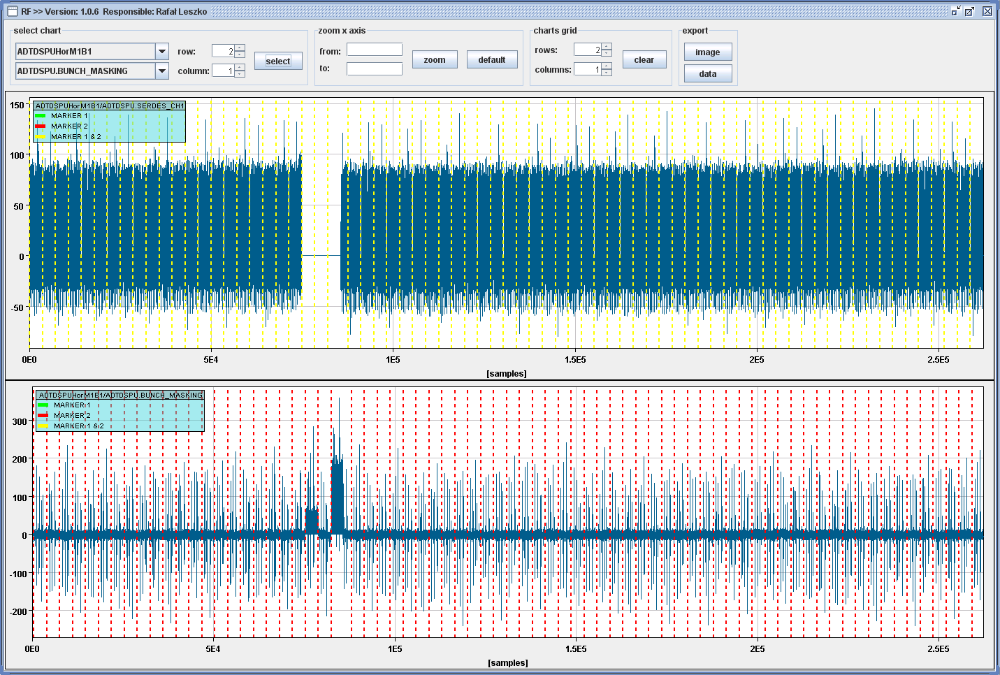 RF >> Version: 1.0.6 Responsible: Rafał Leszko
select chart
ADTDSPUHorM1B1
row: 2
select
ADTDSPU.BUNCH_MASKING
column: 1
zoom x axis
from:
to:
zoom
default
charts grid
rows: 2
columns: 1
clear
export
image
data
ADTDSPUHorM1B1/ADTDSPU.SERDES_CH1
MARKER 1
MARKER 2
MARKER 1 & 2
150
100
50
0
-50
0E0 5E4 1E5 1.5E5 2E5 2.5E5
[samples]
ADTDSPUHorM1B1/ADTDSPU.BUNCH_MASKING
MARKER 1
MARKER 2
MARKER 1 & 2
300
200
100
0
-100
-200
0E0 5E4 1E5 1.5E5 2E5 2.5E5
[samples]